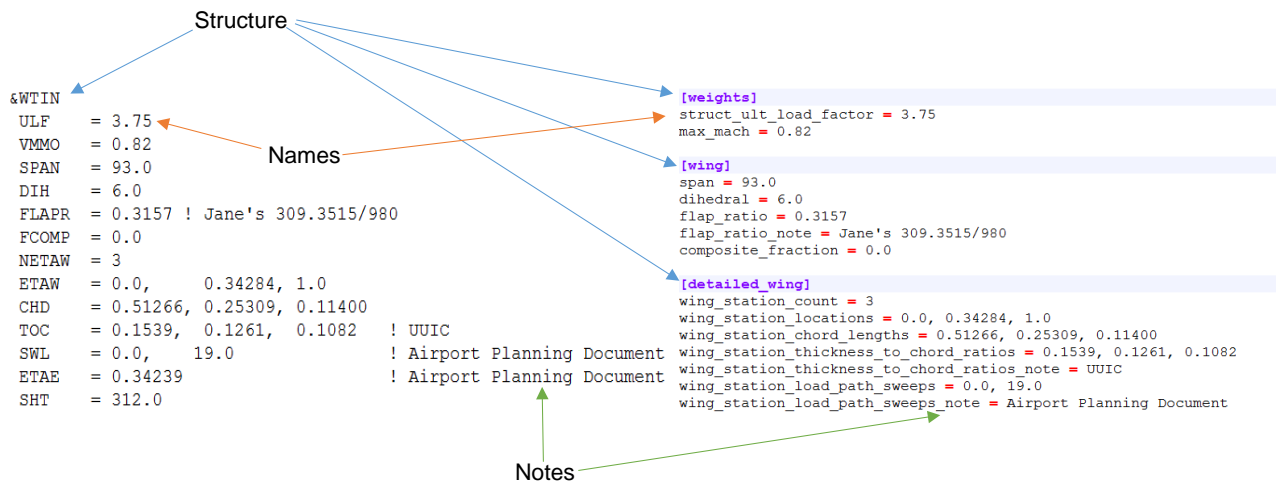 Structure
&WTIN
ULF = 3.75
VMMO = 0.82
SPAN = 93.0
DIH = 6.0
FLAPR = 0.3157 ! Jane's 309.3515/980
FCOMP = 0.0
NETAW = 3
ETAW = 0.0, 0.34284, 1.0
CHD = 0.51266, 0.25309, 0.11400
TOC = 0.1539, 0.1261, 0.1082 ! UUIC
SWL = 0.0, 19.0 ! Airport Planning Document
ETAE = 0.34239 ! Airport Planning Document
SHT = 312.0
Names
[weights]
struct_ult_load_factor = 3.75
max_mach = 0.82
[wing]
span = 93.0
dihedral = 6.0
flap_ratio = 0.3157
flap_ratio_note = Jane's 309.3515/980
composite_fraction = 0.0
[detailed_wing]
wing_station_count = 3
wing_station_locations = 0.0, 0.34284, 1.0
wing_station_chord_lengths = 0.51266, 0.25309, 0.11400
wing_station_thickness_to_chord_ratios = 0.1539, 0.1261, 0.1082
wing_station_thickness_to_chord_ratios_note = UUIC
wing_station_load_path_sweeps = 0.0, 19.0
wing_station_load_path_sweeps_note = Airport Planning Document
Notes